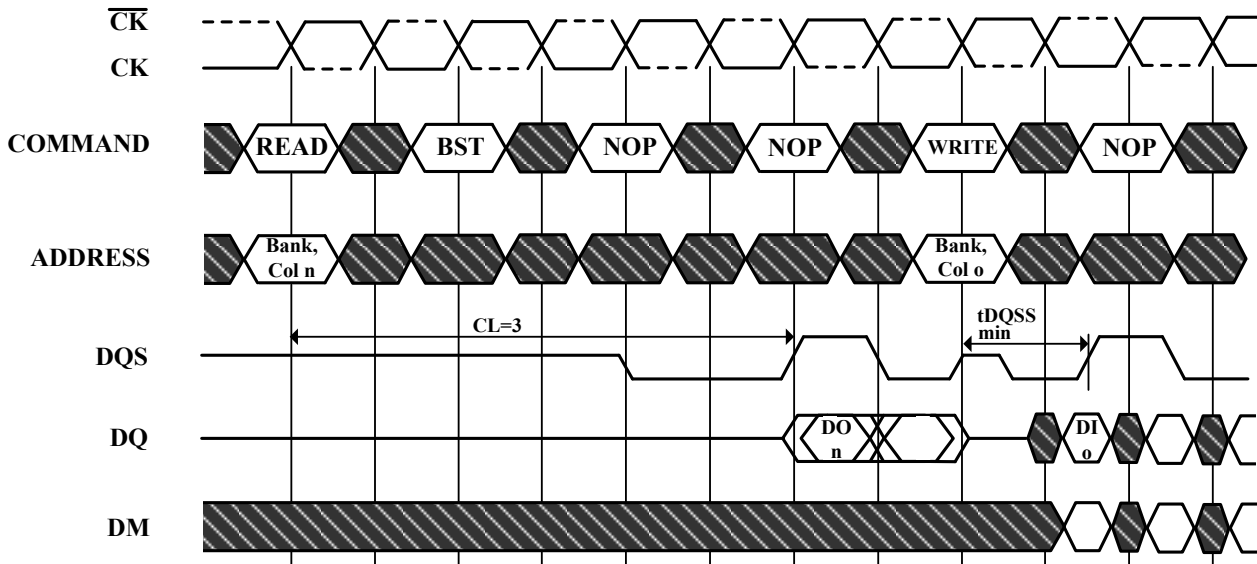 CK
CK
COMMAND
READ
BST
NOP
NOP
WRITE
NOP
ADDRESS
Bank,
Col n
Bank,
Col o
DQS
CL=3
tDQSS
min
DQ
DO
n
DI
o
DM